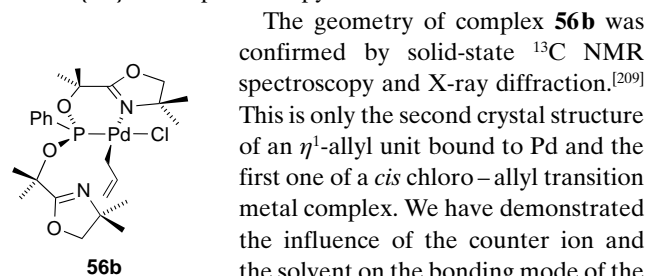 The geometry of complex 56b was
confirmed by solid-state ¹³C NMR
spectroscopy and X-ray diffraction.[209]
This is only the second crystal structure
of an η¹-allyl unit bound to Pd and the
first one of a cis chloro – allyl transition
metal complex. We have demonstrated
the influence of the counter ion and
the solvent on the bonding mode of the
O
N
Ph
O
P
Pd
Cl
O
N
O
56b